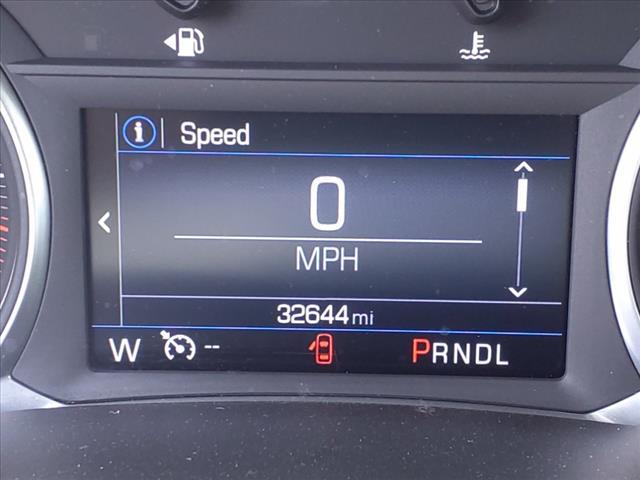 Speed
0
MPH
32644 mi
W -- PRNDL